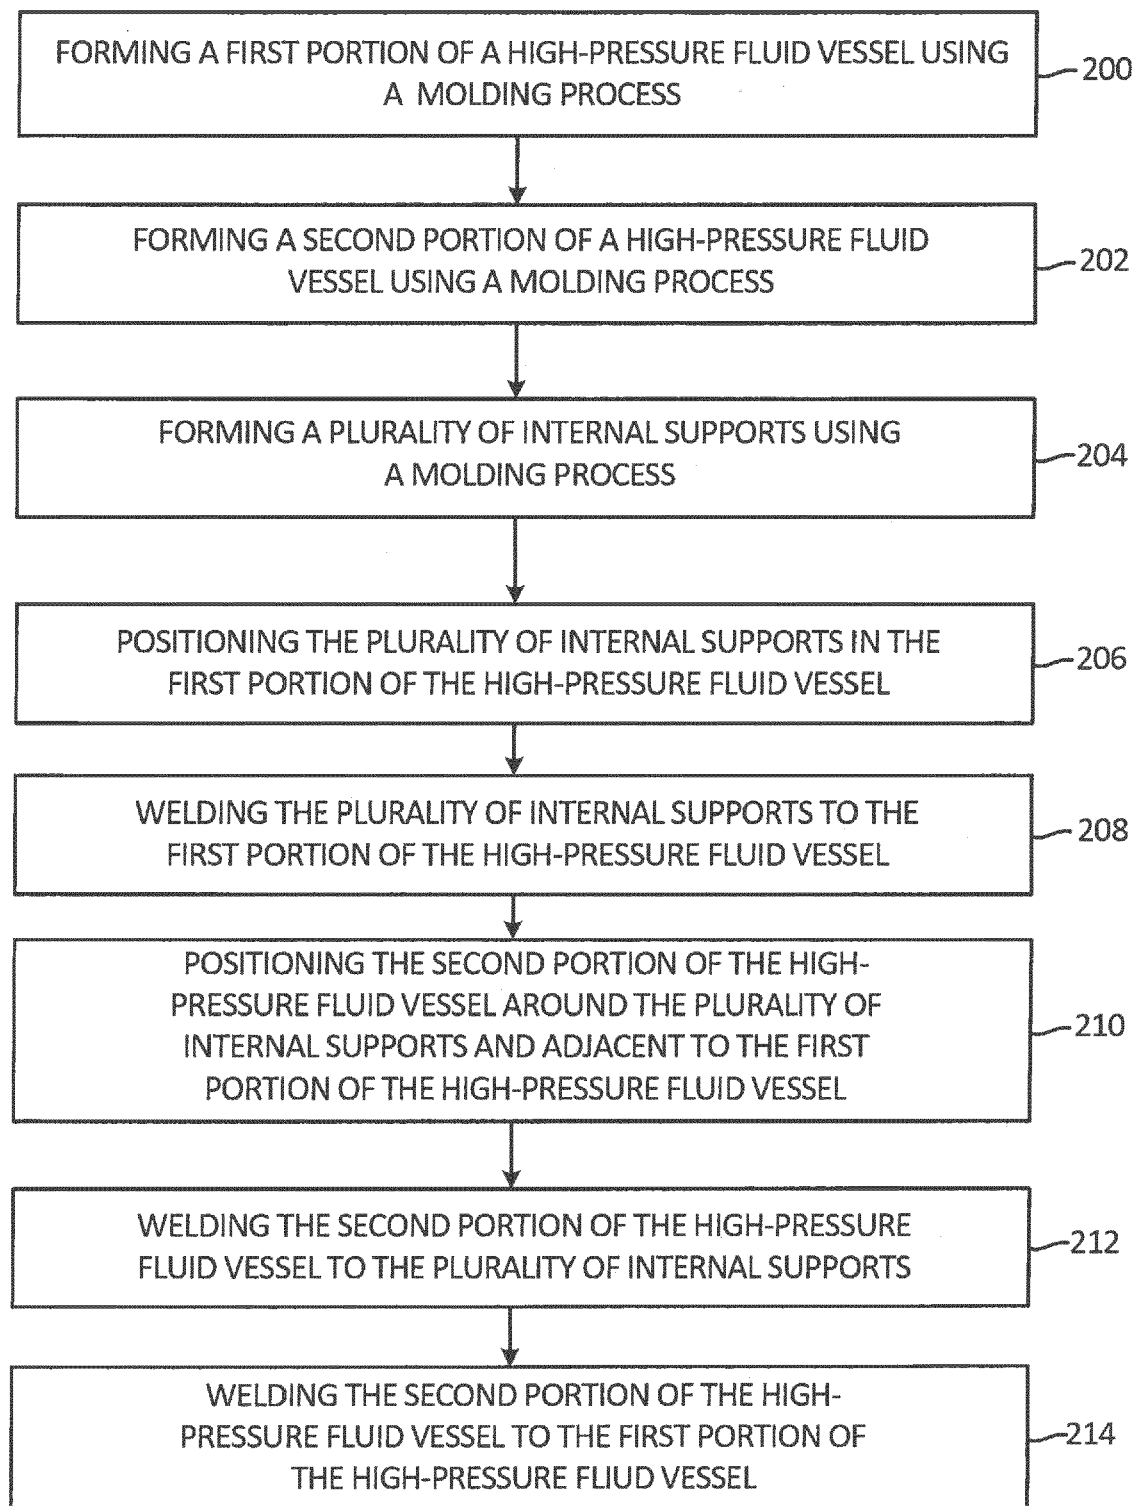 FORMING A FIRST PORTION OF A HIGH-PRESSURE FLUID VESSEL USING
A MOLDING PROCESS
200
FORMING A SECOND PORTION OF A HIGH-PRESSURE FLUID
VESSEL USING A MOLDING PROCESS
202
FORMING A PLURALITY OF INTERNAL SUPPORTS USING
A MOLDING PROCESS
204
POSITIONING THE PLURALITY OF INTERNAL SUPPORTS IN THE
FIRST PORTION OF THE HIGH-PRESSURE FLUID VESSEL
206
WELDING THE PLURALITY OF INTERNAL SUPPORTS TO THE
FIRST PORTION OF THE HIGH-PRESSURE FLUID VESSEL
208
POSITIONING THE SECOND PORTION OF THE HIGH-
PRESSURE FLUID VESSEL AROUND THE PLURALITY OF
INTERNAL SUPPORTS AND ADJACENT TO THE FIRST
PORTION OF THE HIGH-PRESSURE FLUID VESSEL
210
WELDING THE SECOND PORTION OF THE HIGH-PRESSURE
FLUID VESSEL TO THE PLURALITY OF INTERNAL SUPPORTS
212
WELDING THE SECOND PORTION OF THE HIGH-
PRESSURE FLUID VESSEL TO THE FIRST PORTION OF
THE HIGH-PRESSURE FLIUD VESSEL
214